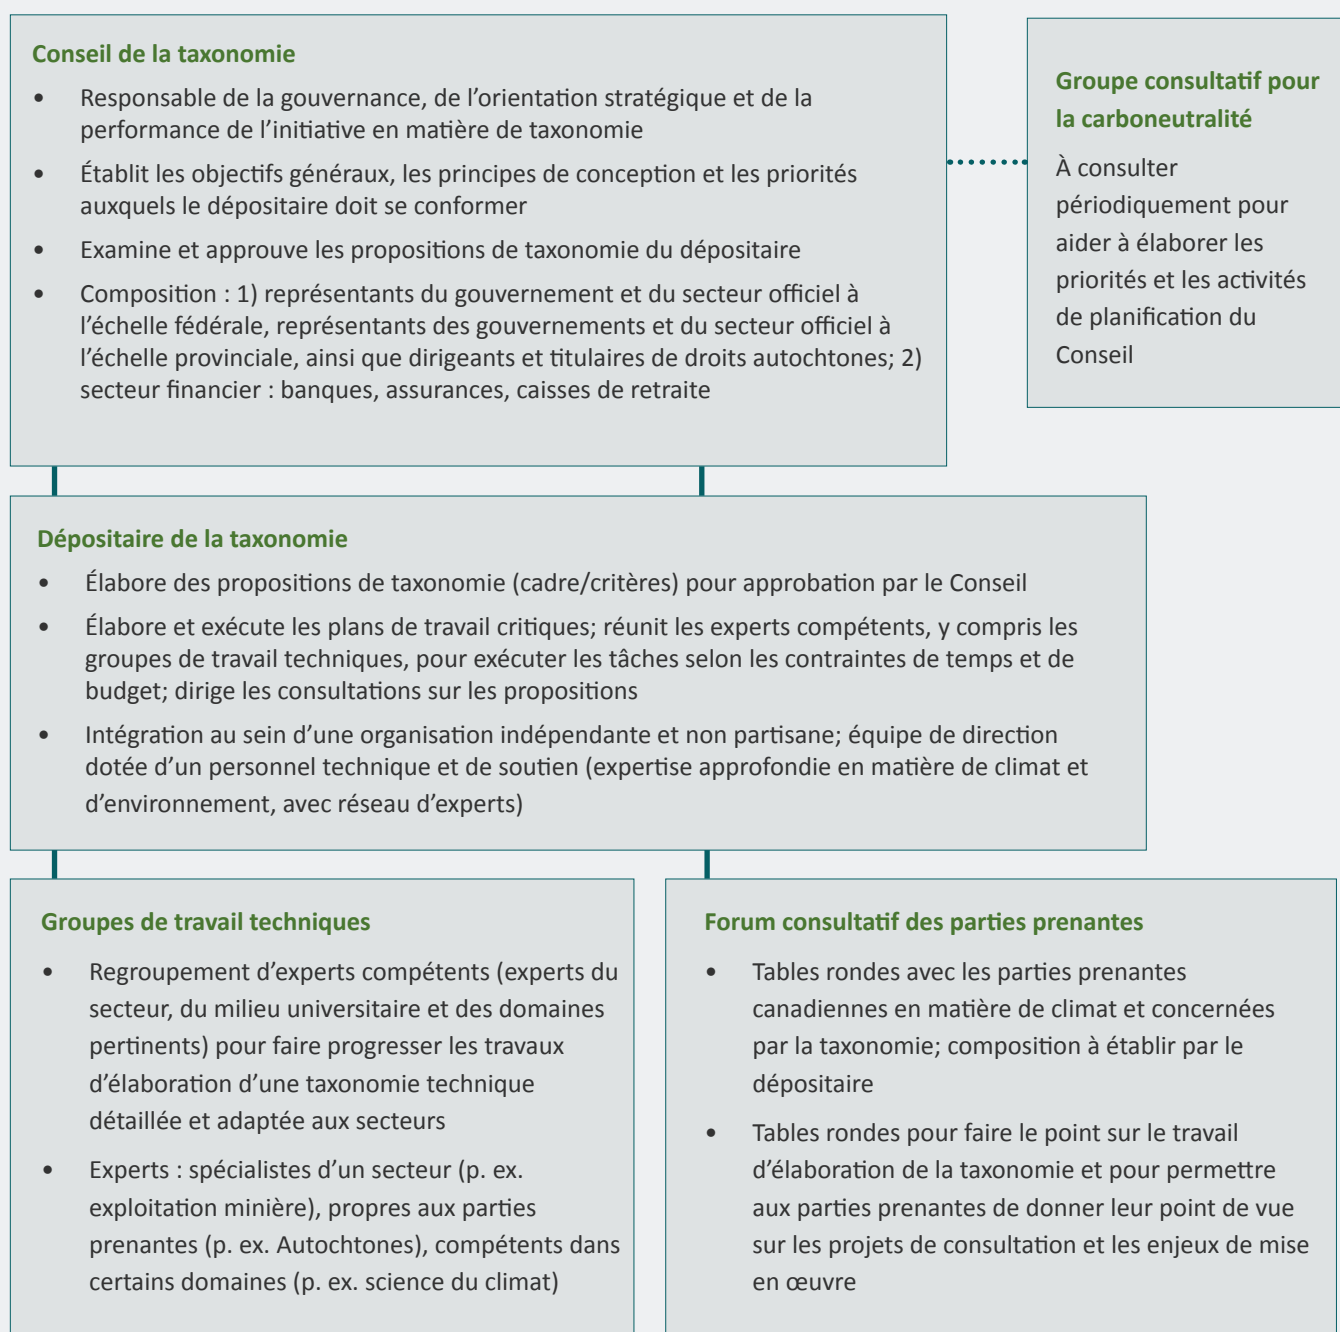 Conseil de la taxonomie
• Responsable de la gouvernance, de l’orientation stratégique et de la
performance de l’initiative en matière de taxonomie
• Établit les objectifs généraux, les principes de conception et les priorités
auxquels le dépositaire doit se conformer
• Examine et approuve les propositions de taxonomie du dépositaire
• Composition : 1) représentants du gouvernement et du secteur officiel à
l’échelle fédérale, représentants des gouvernements et du secteur officiel à
l’échelle provinciale, ainsi que dirigeants et titulaires de droits autochtones; 2)
secteur financier : banques, assurances, caisses de retraite
Groupe consultatif pour
la carboneutralité
À consulter
périodiquement pour
aider à élaborer les
priorités et les activités
de planification du
Conseil
Dépositaire de la taxonomie
• Élabore des propositions de taxonomie (cadre/critères) pour approbation par le Conseil
• Élabore et exécute les plans de travail critiques; réunit les experts compétents, y compris les
groupes de travail techniques, pour exécuter les tâches selon les contraintes de temps et de
budget; dirige les consultations sur les propositions
• Intégration au sein d’une organisation indépendante et non partisane; équipe de direction
dotée d’un personnel technique et de soutien (expertise approfondie en matière de climat et
d’environnement, avec réseau d’experts)
Groupes de travail techniques
• Regroupement d’experts compétents (experts du
secteur, du milieu universitaire et des domaines
pertinents) pour faire progresser les travaux
d’élaboration d’une taxonomie technique
détaillée et adaptée aux secteurs
• Experts : spécialistes d’un secteur (p. ex.
exploitation minière), propres aux parties
prenantes (p. ex. Autochtones), compétents dans
certains domaines (p. ex. science du climat)
Forum consultatif des parties prenantes
• Tables rondes avec les parties prenantes
canadiennes en matière de climat et concernées
par la taxonomie; composition à établir par le
dépositaire
• Tables rondes pour faire le point sur le travail
d’élaboration de la taxonomie et pour permettre
aux parties prenantes de donner leur point de vue
sur les projets de consultation et les enjeux de mise
en œuvre